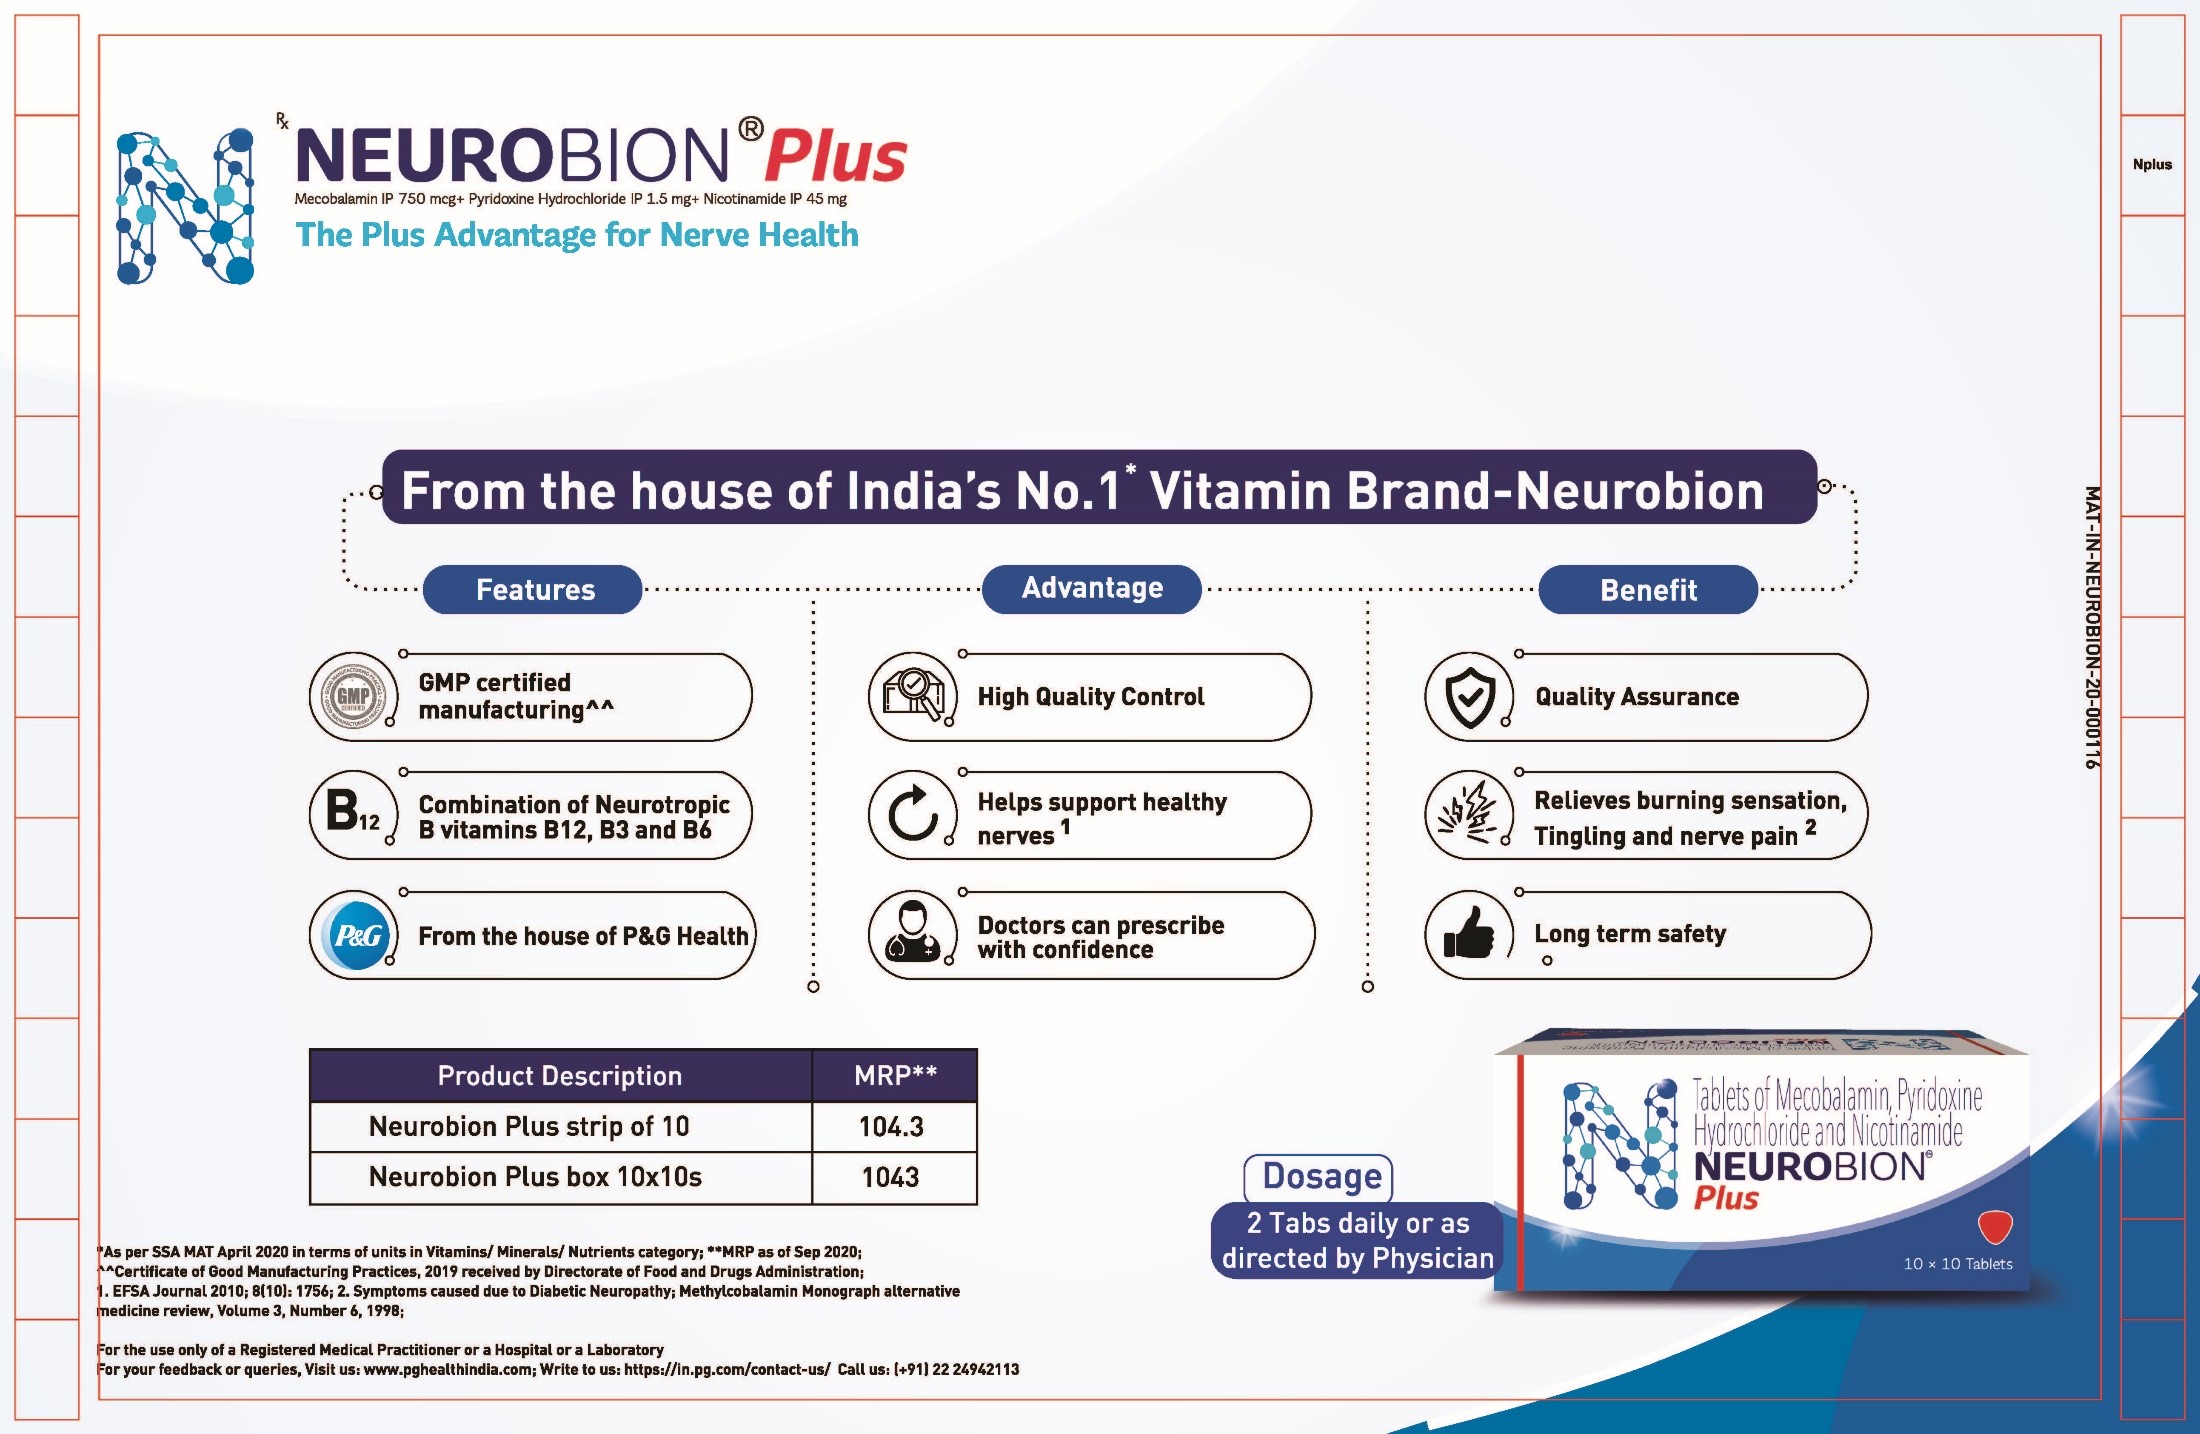 Rx
NEUROBION® Plus
Mecobalamin IP 750 mcg+ Pyridoxine Hydrochloride IP 1.5 mg+ Nicotinamide IP 45 mg
The Plus Advantage for Nerve Health
Nplus
From the house of India's No.1* Vitamin Brand-Neurobion
Features
GMP
CERTIFIED
GMP certified
manufacturing^^
B12
Combination of Neurotropic
B vitamins B12, B3 and B6
P&G
From the house of P&G Health
Advantage
High Quality Control
Helps support healthy
nerves 1
Doctors can prescribe
with confidence
Benefit
Quality Assurance
Relieves burning sensation,
Tingling and nerve pain 2
Long term safety
MAT-IN-NEUROBION-20-000116
Product Description MRP**
Neurobion Plus strip of 10 104.3
Neurobion Plus box 10x10s 1043
Dosage
2 Tabs daily or as
directed by Physician
Tablets of Mecobalamin, Pyridoxine
Hydrochloride and Nicotinamide
NEUROBION®
Plus
10 × 10 Tablets
*As per SSA MAT April 2020 in terms of units in Vitamins/ Minerals/ Nutrients category; **MRP as of Sep 2020;
^^Certificate of Good Manufacturing Practices, 2019 received by Directorate of Food and Drugs Administration;
1. EFSA Journal 2010; 8(10): 1756; 2. Symptoms caused due to Diabetic Neuropathy; Methylcobalamin Monograph alternative
medicine review, Volume 3, Number 6, 1998;
For the use only of a Registered Medical Practitioner or a Hospital or a Laboratory
For your feedback or queries, Visit us: www.pghealthindia.com; Write to us: https://in.pg.com/contact-us/ Call us: (+91) 22 24942113